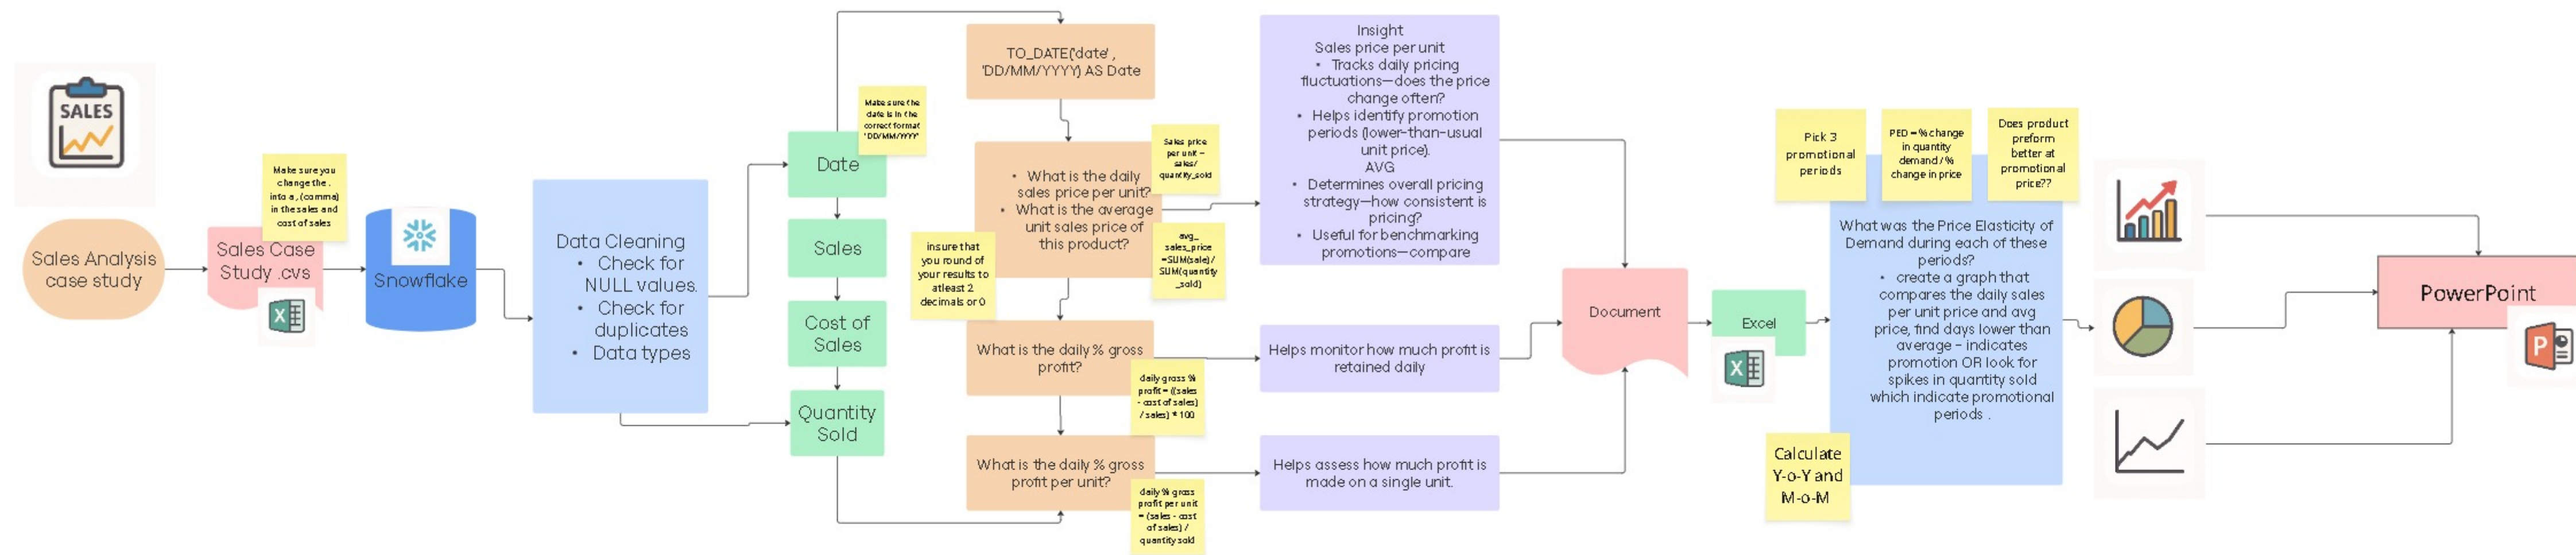 SALES
Sales Analysis
case study
Make sure you
change the .
into a , (comma)
in the sales and
cost of sales
Sales Case
Study .cvs
Snowflake
Data Cleaning
• Check for
NULL values.
• Check for
duplicates
• Data types
Make sure the
date is in the
correct format
'DD/MM/YYYY'
Date
Sales
Cost of
Sales
Quantity
Sold
TO_DATE('date',
'DD/MM/YYYY') AS Date
• What is the daily
sales price per unit?
• What is the average
unit sales price of
this product?
Sales price
per unit =
sales/
quantity_sold
avg_
sales_price
=SUM(sale)/
SUM(quantity
_sold)
insure that
you round of
your results to
atleast 2
decimals or 0
What is the daily % gross
profit?
daily gross %
profit = ((sales
- cost of sales)
/ sales) * 100
What is the daily % gross
profit per unit?
daily % gross
profit per unit
= (sales - cost
of sales) /
quantity sold
Insight
Sales price per unit
• Tracks daily pricing
fluctuations—does the price
change often?
• Helps identify promotion
periods (lower-than-usual
unit price).
AVG
• Determines overall pricing
strategy—how consistent is
pricing?
• Useful for benchmarking
promotions—compare
Helps monitor how much profit is
retained daily
Helps assess how much profit is
made on a single unit.
Document
Excel
Pick 3
promotional
periods
PED = % change
in quantity
demand / %
change in price
Does product
preform
better at
promotional
price??
What was the Price Elasticity of
Demand during each of these
periods?
• create a graph that
compares the daily sales
per unit price and avg
price, find days lower than
average - indicates
promotion OR look for
spikes in quantity sold
which indicate promotional
periods .
Calculate
Y-o-Y and
M-o-M
PowerPoint